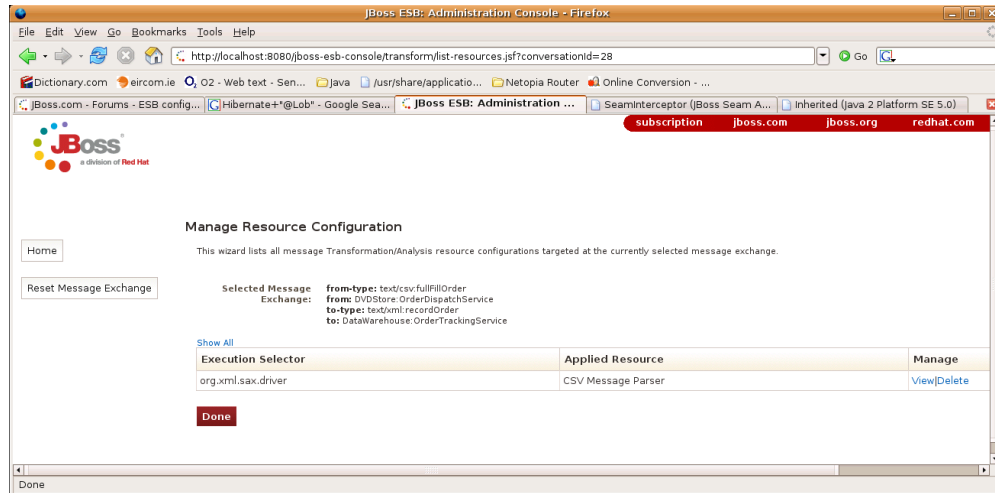 JBoss ESB: Administration Console - Firefox
File Edit View Go Bookmarks Tools Help
http://localhost:8080/jboss-esb-console/transform/list-resources.jsf?conversationId=28 Go
Dictionary.com eircom.ie O2 - Web text - Sen... Java /usr/share/applicatio... Netopia Router Online Conversion - ...
JBoss.com - Forums - ESB config... Hibernate+"@Lob" - Google Sea... JBoss ESB: Administration ... SeamInterceptor (JBoss Seam A... Inherited (Java 2 Platform SE 5.0)
subscription jboss.com jboss.org redhat.com
JBoss
a division of Red Hat
Manage Resource Configuration
Home
This wizard lists all message Transformation/Analysis resource configurations targeted at the currently selected message exchange.
Reset Message Exchange
Selected Message Exchange:
from-type: text/csv:fullFillOrder
from: DVDStore:OrderDispatchService
to-type: text/xml:recordOrder
to: DataWarehouse:OrderTrackingService
Show All
Execution Selector Applied Resource Manage
org.xml.sax.driver CSV Message Parser View|Delete
Done
Done